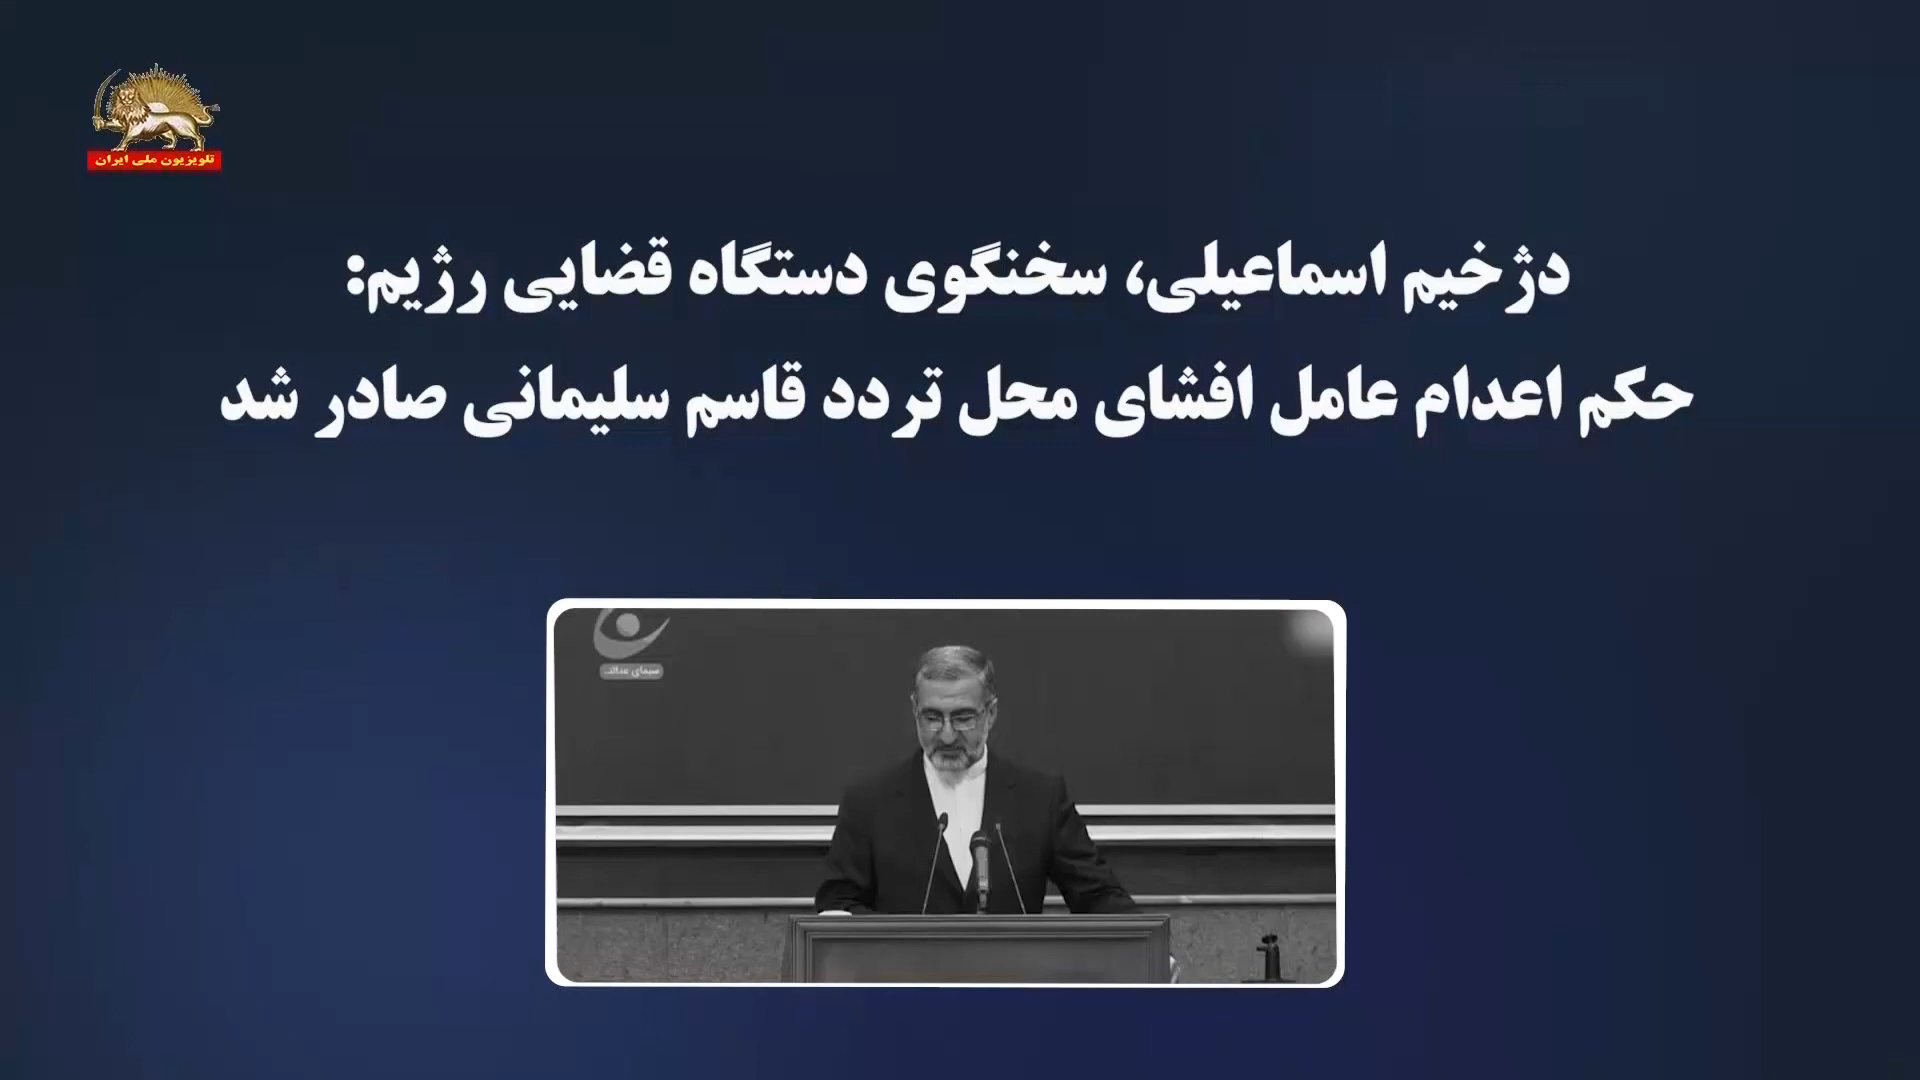 تلویزیون ملی ایران
دژخیم اسماعیلی، سخنگوی دستگاه قضایی رژیم:
حکم اعدام عامل افشای محل تردد قاسم سلیمانی صادر شد
سیمای عدالت